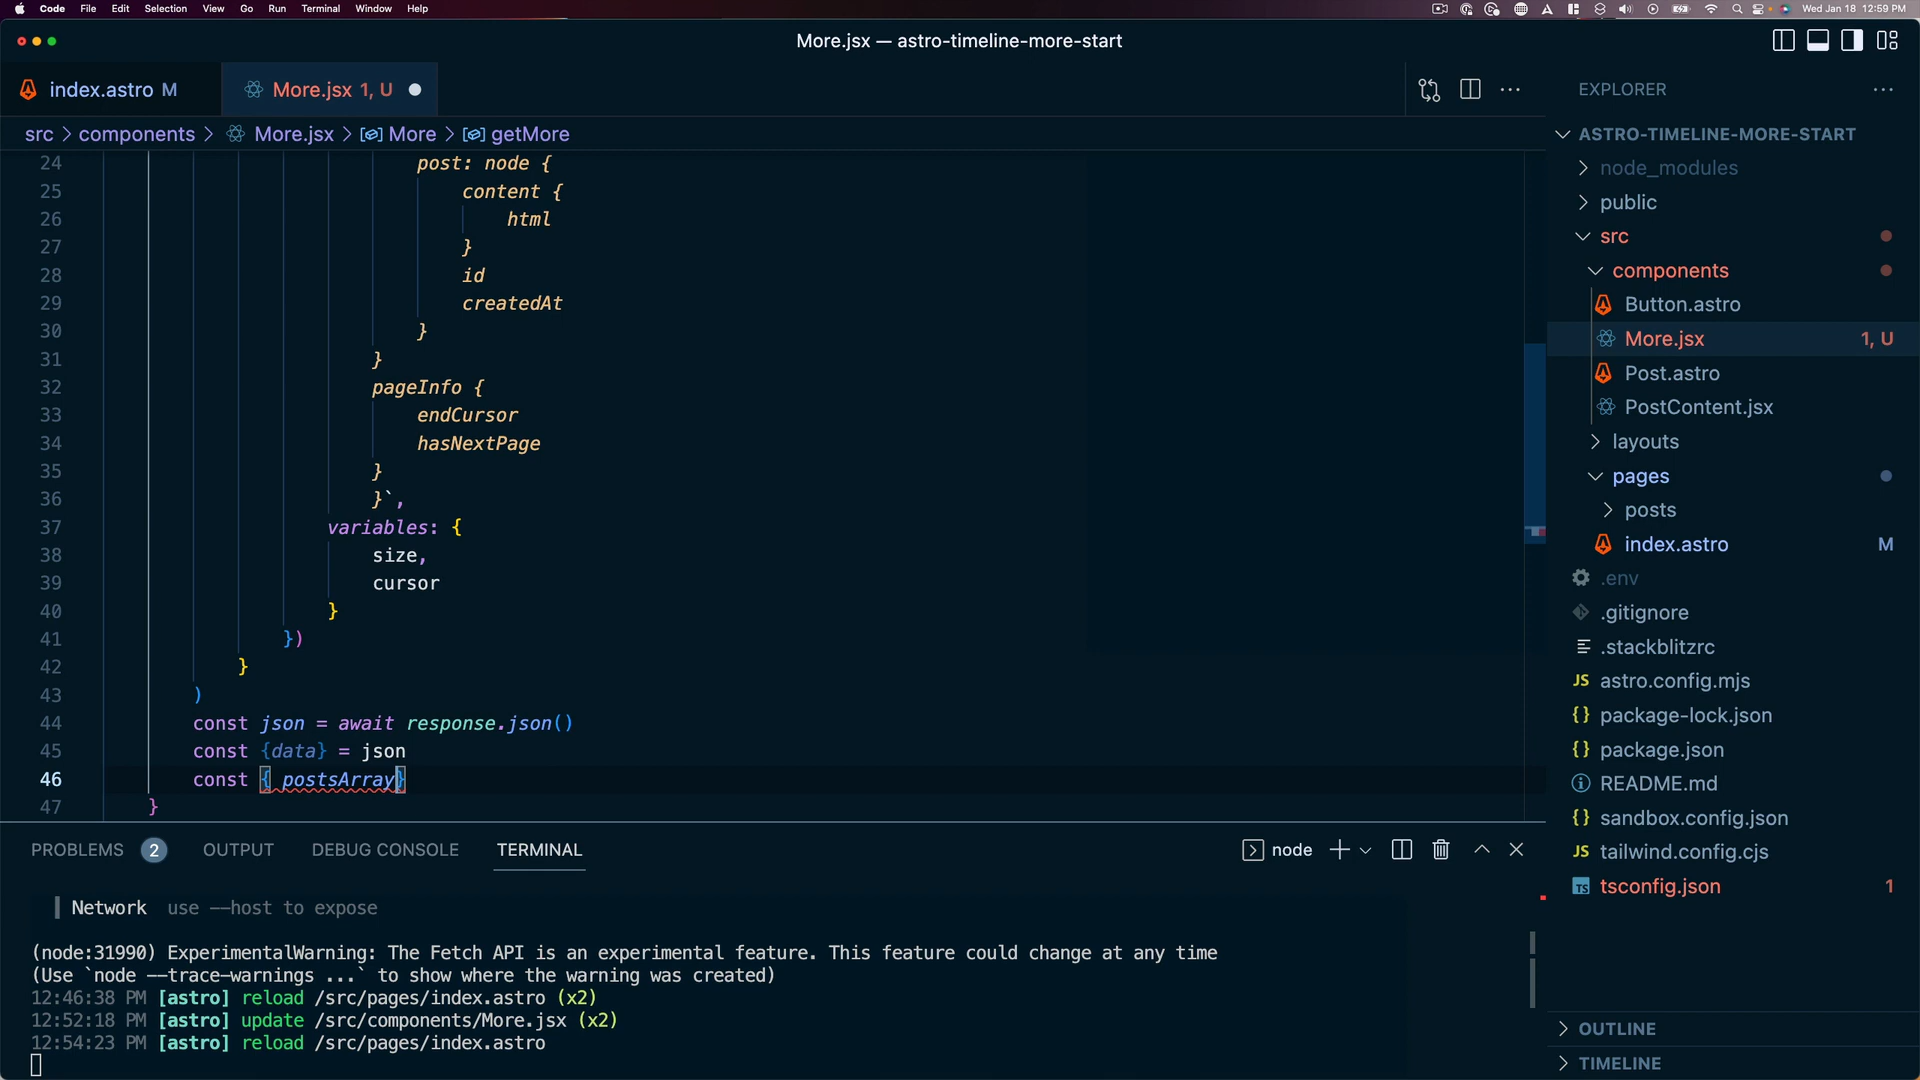 Code File Edit Selection View Go Run Terminal Window Help Wed Jan 18 12:59 PM
More.jsx — astro-timeline-more-start
index.astro M More.jsx 1, U
src > components > More.jsx > More > getMore
24 post: node {
25 content {
26 html
27 }
28 id
29 createdAt
30 }
31 }
32 pageInfo {
33 endCursor
34 hasNextPage
35 }
36 }`,
37 variables: {
38 size,
39 cursor
40 }
41 })
42 }
43 )
44 const json = await response.json()
45 const {data} = json
46 const { postsArray}
47 }
PROBLEMS 2 OUTPUT DEBUG CONSOLE TERMINAL node
Network use --host to expose
(node:31990) ExperimentalWarning: The Fetch API is an experimental feature. This feature could change at any time
(Use `node --trace-warnings ...` to show where the warning was created)
12:46:38 PM [astro] reload /src/pages/index.astro (x2)
12:52:18 PM [astro] update /src/components/More.jsx (x2)
12:54:23 PM [astro] reload /src/pages/index.astro
EXPLORER
ASTRO-TIMELINE-MORE-START
node_modules
public
src
components
Button.astro
More.jsx 1, U
Post.astro
PostContent.jsx
layouts
pages
posts
index.astro M
.env
.gitignore
.stackblitzrc
JS astro.config.mjs
{} package-lock.json
{} package.json
README.md
{} sandbox.config.json
JS tailwind.config.cjs
TS tsconfig.json 1
OUTLINE
TIMELINE